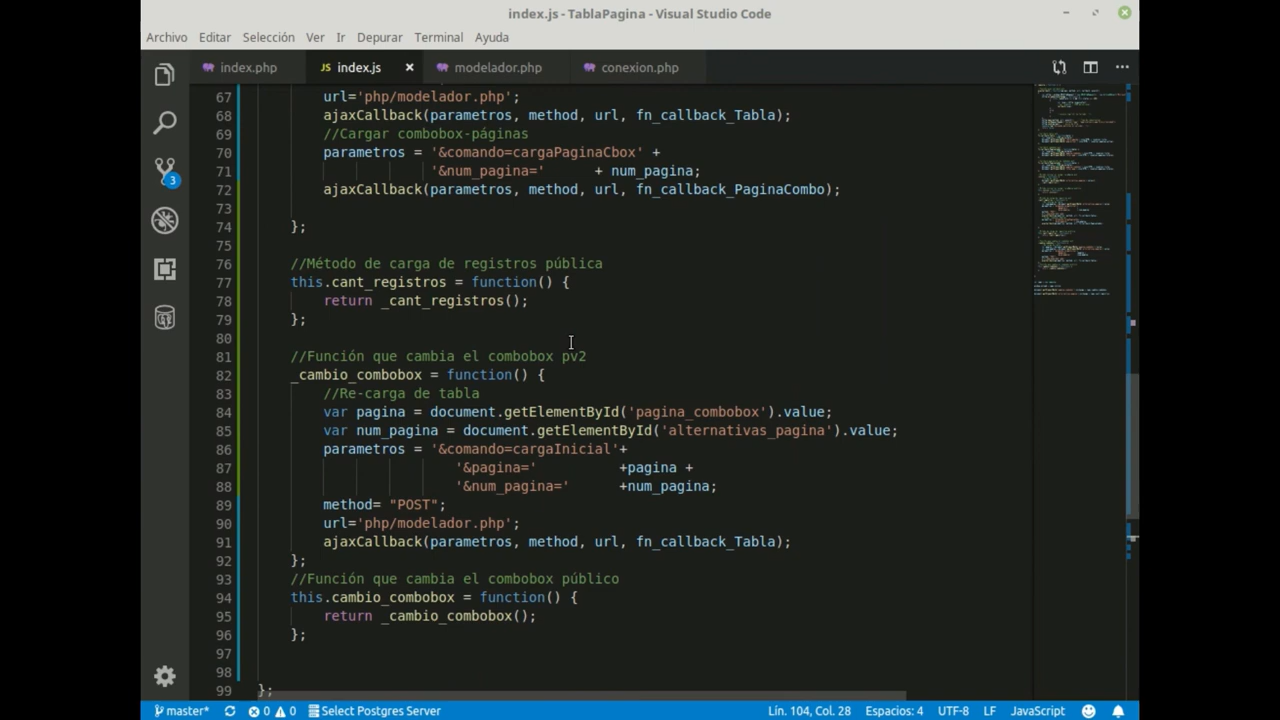 index.js - TablaPagina - Visual Studio Code
Archivo Editar Selección Ver Ir Depurar Terminal Ayuda
index.php JS index.js modelador.php conexion.php
67 url='php/modelador.php';
68 ajaxCallback(parametros, method, url, fn_callback_Tabla);
69 //Cargar combobox-páginas
70 parametros = '&comando=cargaPaginaCbox' +
71 '&num_pagina=' + num_pagina;
72 ajaxCallback(parametros, method, url, fn_callback_PaginaCombo);
73
74 };
75
76 //Método de carga de registros pública
77 this.cant_registros = function() {
78 return _cant_registros();
79 };
80
81 //Función que cambia el combobox pv2
82 _cambio_combobox = function() {
83 //Re-carga de tabla
84 var pagina = document.getElementById('pagina_combobox').value;
85 var num_pagina = document.getElementById('alternativas_pagina').value;
86 parametros = '&comando=cargaInicial'+
87 '&pagina=' +pagina +
88 '&num_pagina=' +num_pagina;
89 method= "POST";
90 url='php/modelador.php';
91 ajaxCallback(parametros, method, url, fn_callback_Tabla);
92 };
93 //Función que cambia el combobox público
94 this.cambio_combobox = function() {
95 return _cambio_combobox();
96 };
97
98
99 };
3
master* 0 0 Select Postgres Server Lín. 104, Col. 28 Espacios: 4 UTF-8 LF JavaScript